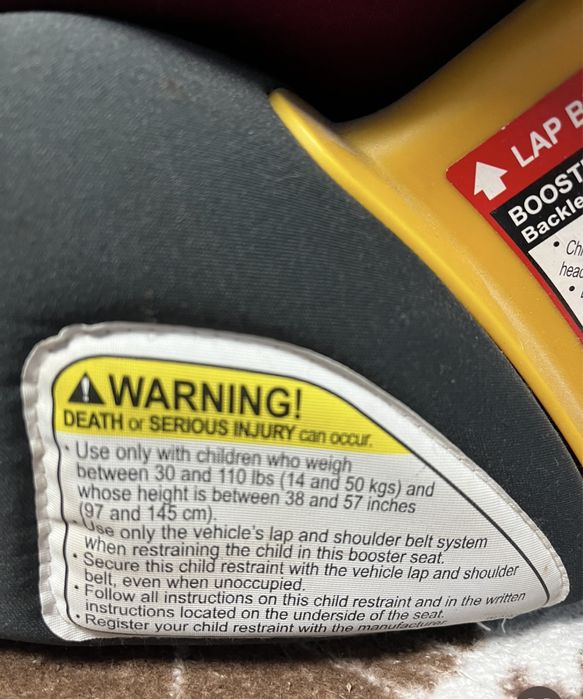 LAP B
BOOST
Backle
• Ch
head
WARNING!
DEATH or SERIOUS INJURY can occur.
• Use only with children who weigh
between 30 and 110 lbs (14 and 50 kgs) and
whose height is between 38 and 57 inches
(97 and 145 cm).
• Use only the vehicle's lap and shoulder belt system
when restraining the child in this booster seat.
• Secure this child restraint with the vehicle lap and shoulder
belt, even when unoccupied.
• Follow all instructions on this child restraint and in the written
instructions located on the underside of the seat.
• Register your child restraint with the manufacturer